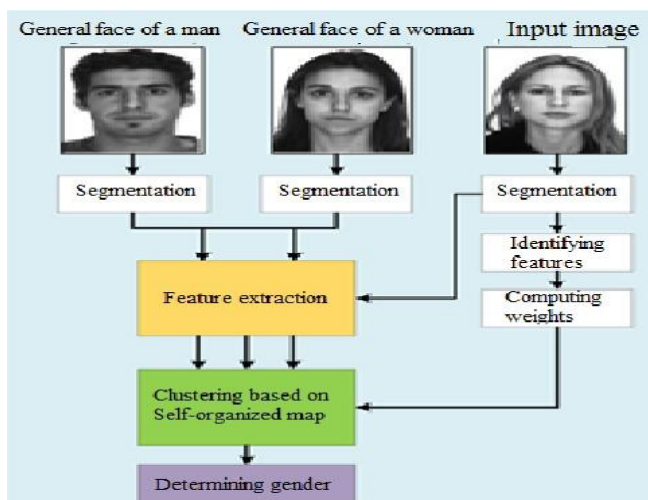 General face of a man
General face of a woman
Input image
Segmentation
Segmentation
Segmentation
Identifying
features
Computing
weights
Feature extraction
Clustering based on
Self-organized map
Determining gender